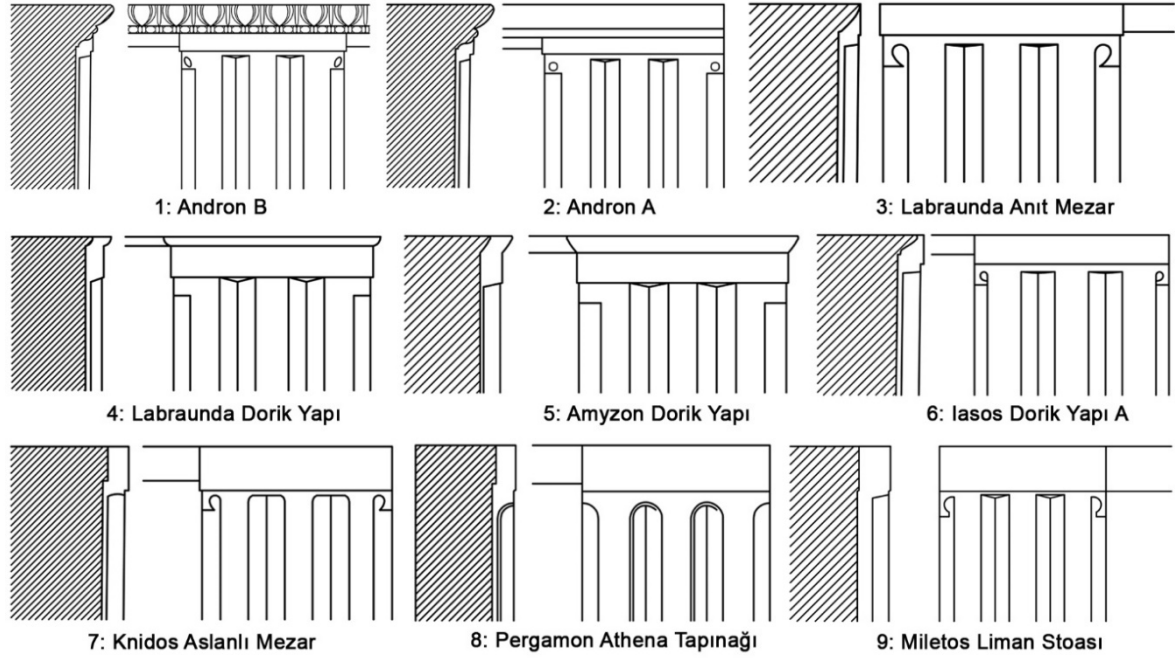 1: Andron B
2: Andron A
3: Labraunda Anıt Mezar
4: Labraunda Dorik Yapı
5: Amyzon Dorik Yapı
6: Iasos Dorik Yapı A
7: Knidos Aslanlı Mezar
8: Pergamon Athena Tapınağı
9: Miletos Liman Stoası